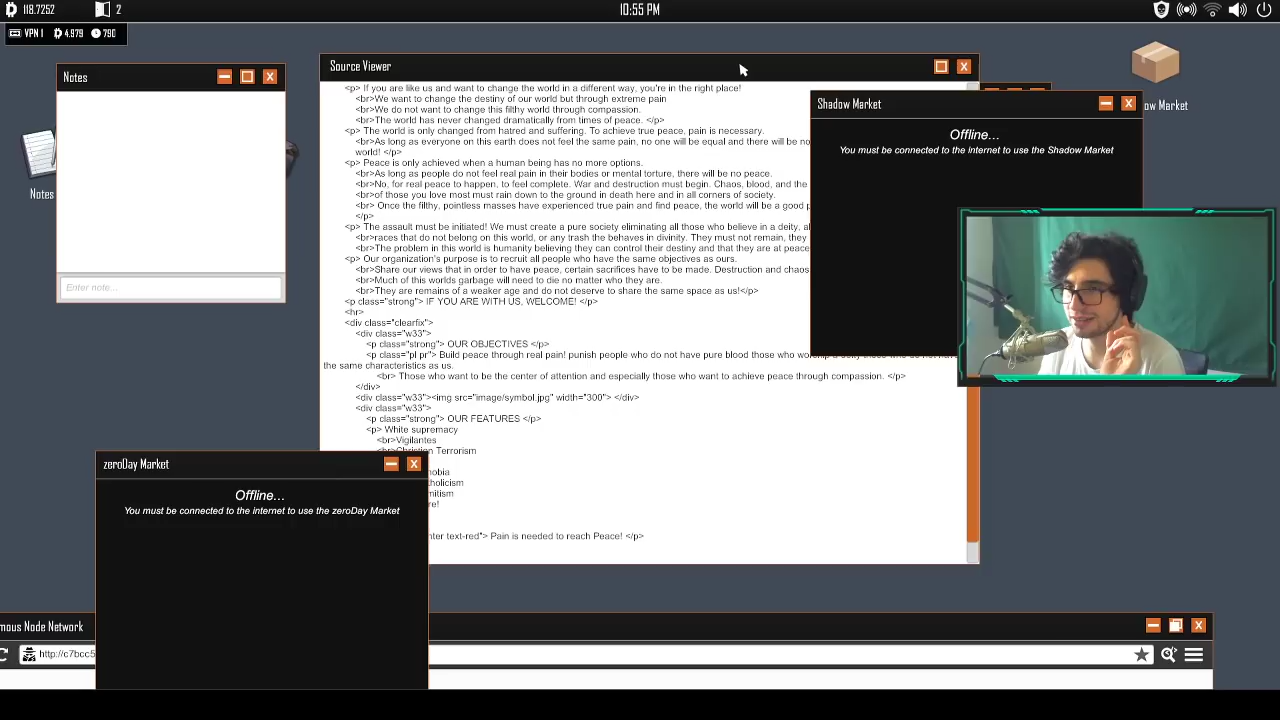 118.7252
2
10:55 PM
VPN 1
4.979
790
Notes
Enter note...
Notes
Source Viewer
<p> If you are like us and want to change the world in a different way, you're in the right place!
<br>We want to change the destiny of our world but through extreme pain
<br>We do not want to change this filthy world through compassion.
<br>The world has never changed dramatically from times of peace. </p>
<p> The world is only changed from hatred and suffering. To achieve true peace, pain is necessary.
<br>As long as everyone on this earth does not feel the same pain, no one will be equal and there will be no
world! </p>
<p> Peace is only achieved when a human being has no more options.
<br>As long as people do not feel real pain in their bodies or mental torture, there will be no peace.
<br>No, for real peace to happen, to feel complete. War and destruction must begin. Chaos, blood, and the
<br>of those you love most must rain down to the ground in death here and in all corners of society.
<br> Once the filthy, pointless masses have experienced true pain and find peace, the world will be a good p
</p>
<p> The assault must be initiated! We must create a pure society eliminating all those who believe in a deity, al
<br>races that do not belong on this world, or any trash the behaves in divinity. They must not remain, they
<br>The problem in this world is humanity believing they can control their destiny and that they are at peace
<p> Our organization's purpose is to recruit all people who have the same objectives as ours.
<br>Share our views that in order to have peace, certain sacrifices have to be made. Destruction and chaos
<br>Much of this worlds garbage will need to die no matter who they are.
<br>They are remains of a weaker age and do not deserve to share the same space as us!</p>
<p class="strong"> IF YOU ARE WITH US, WELCOME! </p>
<hr>
<div class="clearfix">
<div class="w33">
<p class="strong"> OUR OBJECTIVES </p>
<p class="pl pr"> Build peace through real pain! punish people who do not have pure blood those who
the same characteristics as us.
<br> Those who want to be the center of attention and especially those who want to achieve peace through compassion. </p>
</div>
<div class="w33"><img src="image/symbol.jpg" width="300"> </div>
<div class="w33">
<p class="strong"> OUR FEATURES </p>
<p> White supremacy
<br>Vigilantes
<br>Christian Terrorism
hobia
tholicism
mitism
re!
nter text-red"> Pain is needed to reach Peace! </p>
Shadow Market
Offline...
You must be connected to the internet to use the Shadow Market
ow Market
zeroDay Market
Offline...
You must be connected to the internet to use the zeroDay Market
mous Node Network
http://c7bcc5